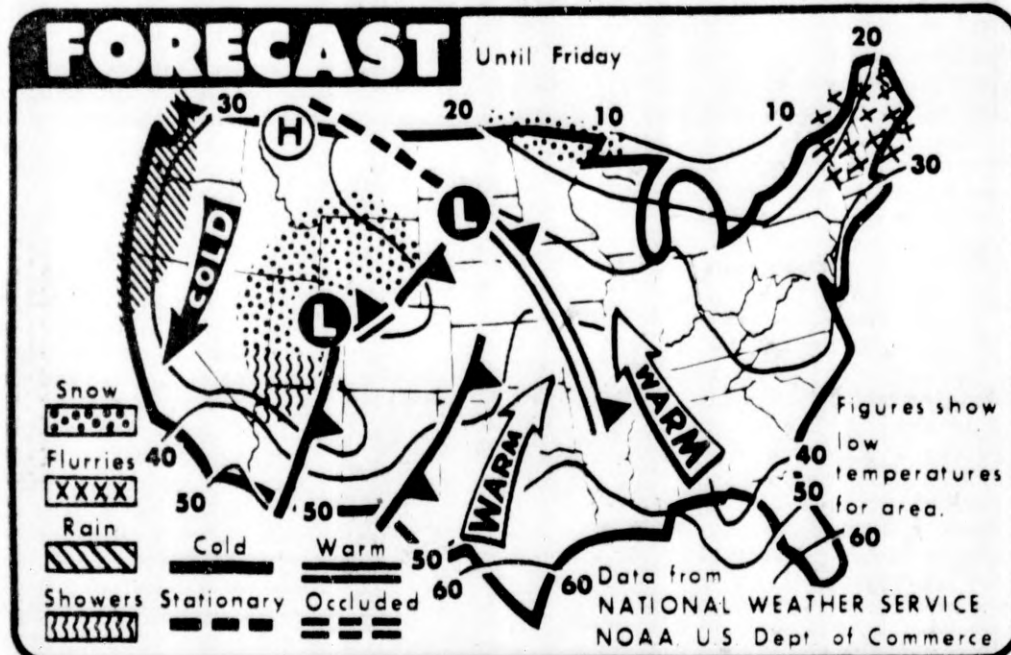 FORECAST
Until Friday
20
30
H
20
10
10
30
L
COLD
L
Snow
WARM
WARM
Figures show
low
temperatures
for area.
40
Flurries
XXXX
50
50
50
60
60
40
50
60
Rain
Cold
Warm
Showers
Stationary
Occluded
Data from
NATIONAL WEATHER SERVICE,
NOAA, U.S. Dept. of Commerce